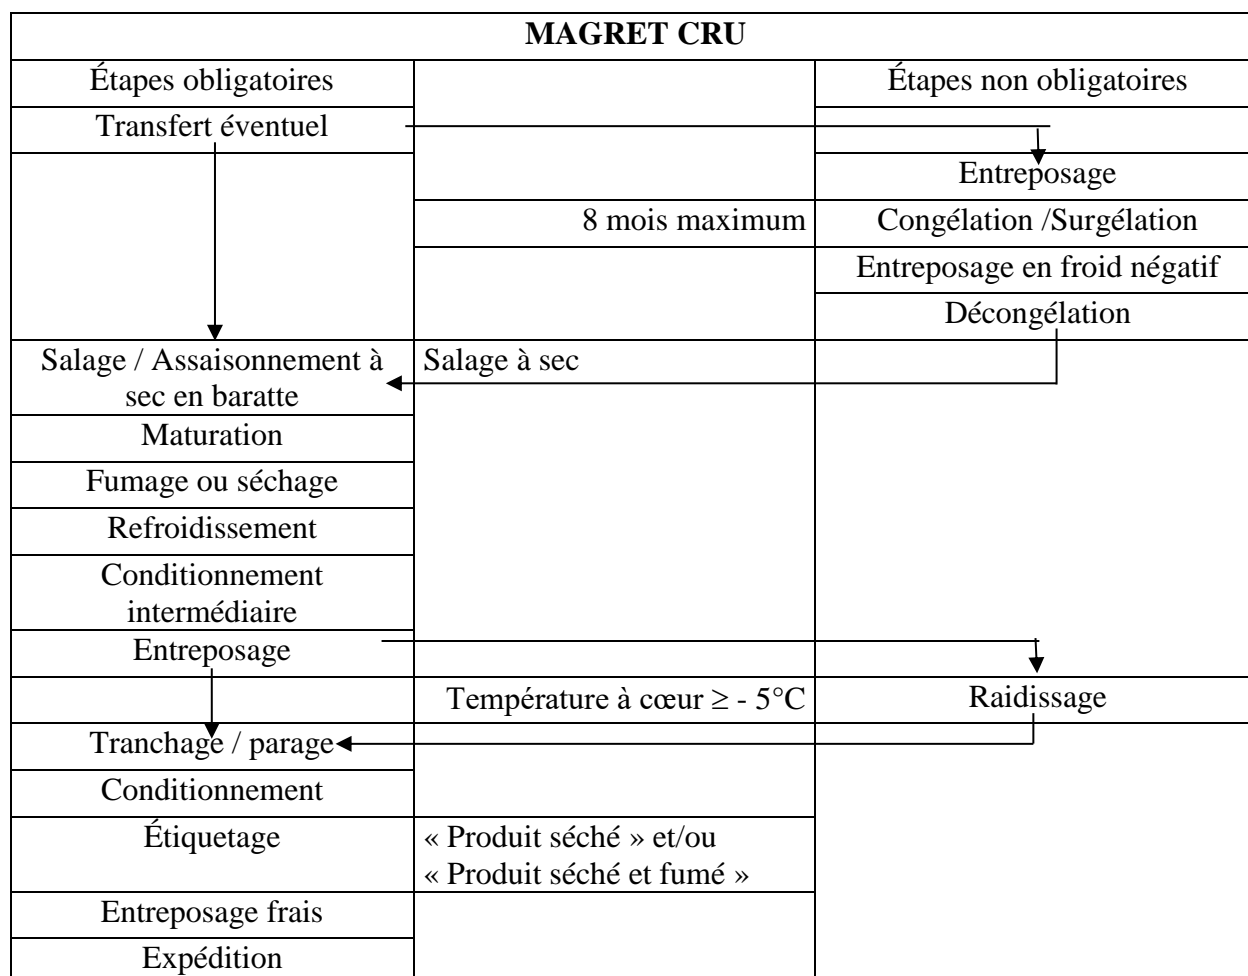 MAGRET CRU
Étapes obligatoires
Étapes non obligatoires
Transfert éventuel
Entreposage
8 mois maximum
Congélation /Surgélation
Entreposage en froid négatif
Décongélation
Salage / Assaisonnement à
sec en baratte
Salage à sec
Maturation
Fumage ou séchage
Refroidissement
Conditionnement
intermédiaire
Entreposage
Température à cœur ≥ - 5°C
Raidissage
Tranchage / parage
Conditionnement
Étiquetage
« Produit séché » et/ou
« Produit séché et fumé »
Entreposage frais
Expédition